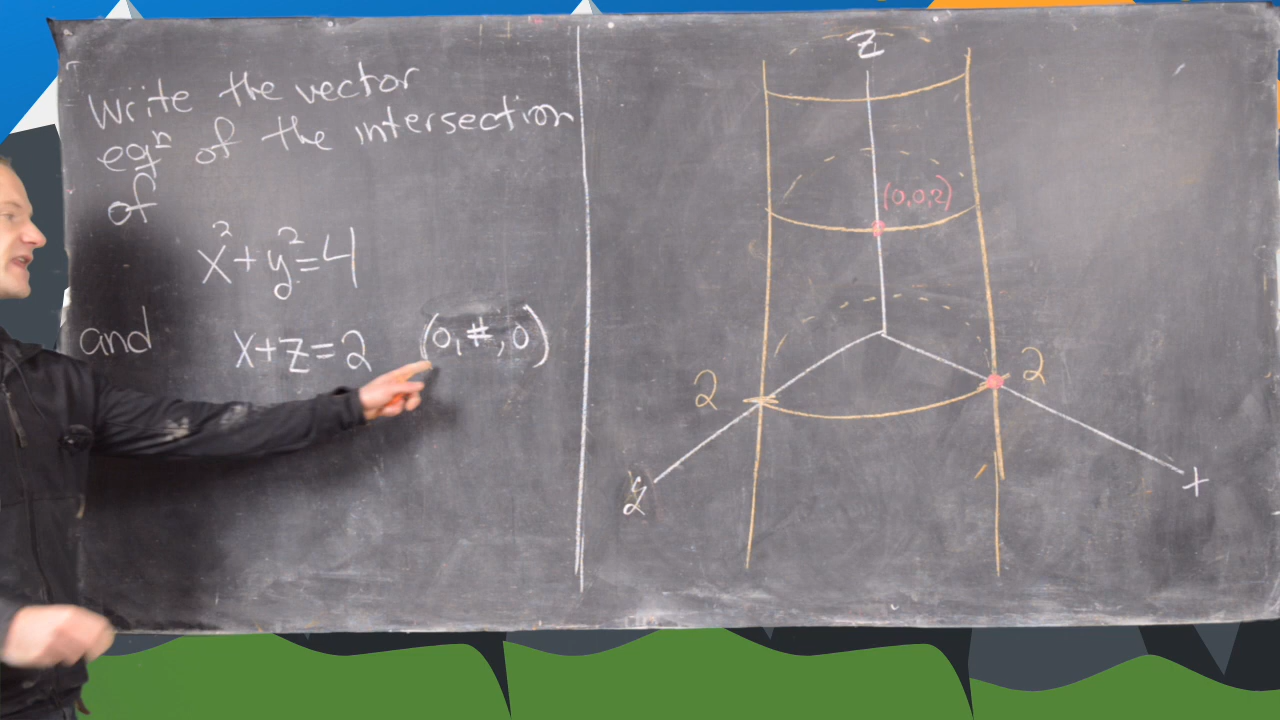 Write the vector
eqⁿ of the intersection
of
x²+y²=4
and x+z=2 (0,#,0)
z
(0,0,2)
2
2
y
x